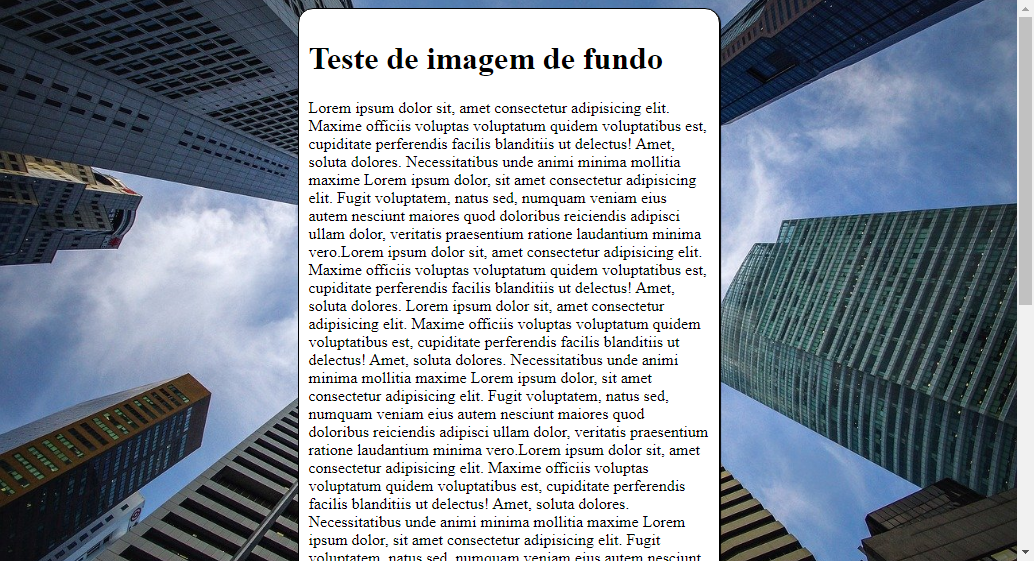 Teste de imagem de fundo
Lorem ipsum dolor sit, amet consectetur adipisicing elit.
Maxime officiis voluptas voluptatum quidem voluptatibus est,
cupiditate perferendis facilis blanditiis ut delectus! Amet,
soluta dolores. Necessitatibus unde animi minima mollitia
maxime Lorem ipsum dolor, sit amet consectetur adipisicing
elit. Fugit voluptatem, natus sed, numquam veniam eius
autem nesciunt maiores quod doloribus reiciendis adipisci
ullam dolor, veritatis praesentium ratione laudantium minima
vero.Lorem ipsum dolor sit, amet consectetur adipisicing elit.
Maxime officiis voluptas voluptatum quidem voluptatibus est,
cupiditate perferendis facilis blanditiis ut delectus! Amet,
soluta dolores. Lorem ipsum dolor sit, amet consectetur
adipisicing elit. Maxime officiis voluptas voluptatum quidem
voluptatibus est, cupiditate perferendis facilis blanditiis ut
delectus! Amet, soluta dolores. Necessitatibus unde animi
minima mollitia maxime Lorem ipsum dolor, sit amet
consectetur adipisicing elit. Fugit voluptatem, natus sed,
numquam veniam eius autem nesciunt maiores quod
doloribus reiciendis adipisci ullam dolor, veritatis praesentium
ratione laudantium minima vero.Lorem ipsum dolor sit, amet
consectetur adipisicing elit. Maxime officiis voluptas
voluptatum quidem voluptatibus est, cupiditate perferendis
facilis blanditiis ut delectus! Amet, soluta dolores.
Necessitatibus unde animi minima mollitia maxime Lorem
ipsum dolor, sit amet consectetur adipisicing elit. Fugit
voluptatem, natus sed, numquam veniam eius autem nesciunt